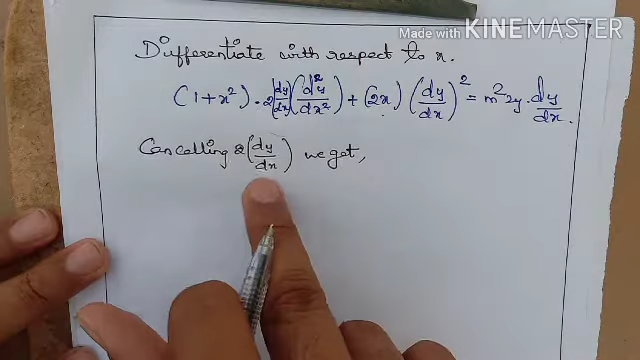 Made with KINEMASTER
Differentiate with respect to x.
(1+x²)·2(dy/dx)(d²y/dx²)+(2x)(dy/dx)²=m²2y·dy/dx.
Cancelling 2(dy/dx) we get,